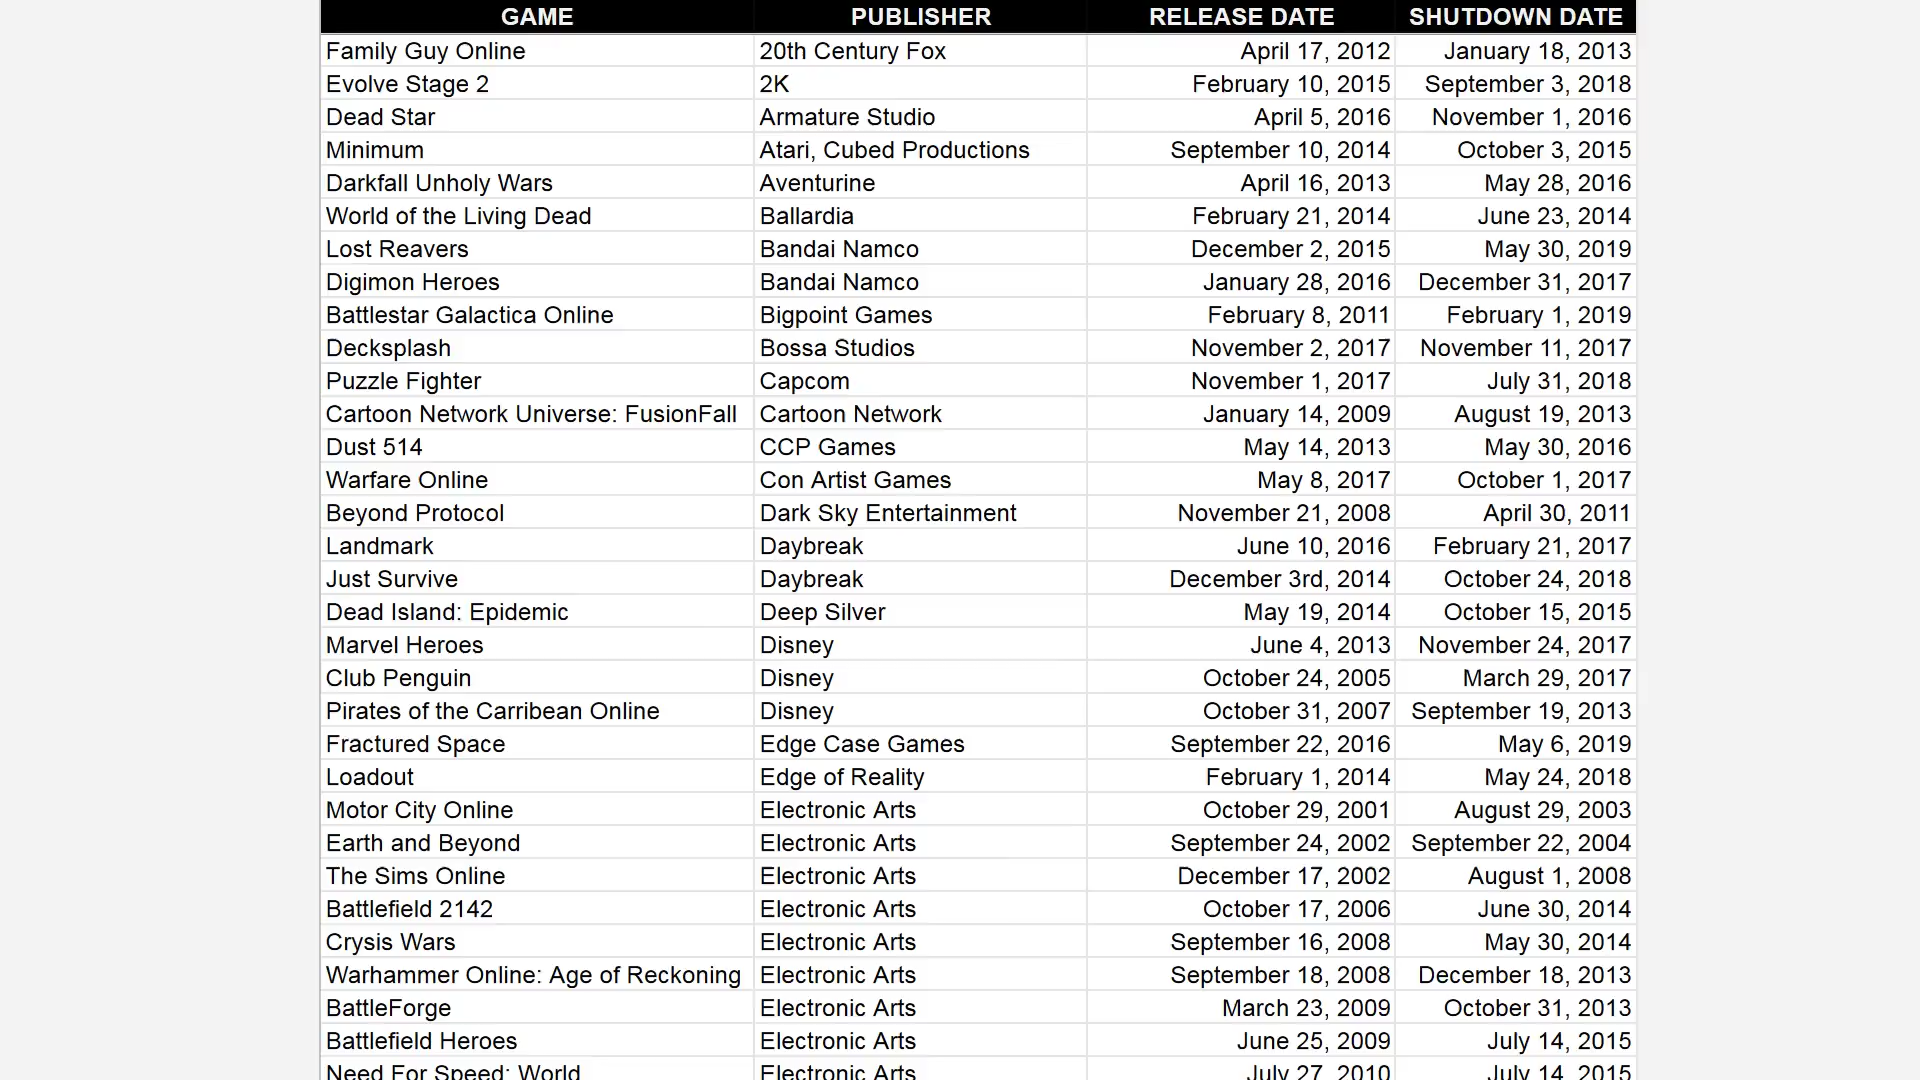 GAME PUBLISHER RELEASE DATE SHUTDOWN DATE
Family Guy Online 20th Century Fox April 17, 2012 January 18, 2013
Evolve Stage 2 2K February 10, 2015 September 3, 2018
Dead Star Armature Studio April 5, 2016 November 1, 2016
Minimum Atari, Cubed Productions September 10, 2014 October 3, 2015
Darkfall Unholy Wars Aventurine April 16, 2013 May 28, 2016
World of the Living Dead Ballardia February 21, 2014 June 23, 2014
Lost Reavers Bandai Namco December 2, 2015 May 30, 2019
Digimon Heroes Bandai Namco January 28, 2016 December 31, 2017
Battlestar Galactica Online Bigpoint Games February 8, 2011 February 1, 2019
Decksplash Bossa Studios November 2, 2017 November 11, 2017
Puzzle Fighter Capcom November 1, 2017 July 31, 2018
Cartoon Network Universe: FusionFall Cartoon Network January 14, 2009 August 19, 2013
Dust 514 CCP Games May 14, 2013 May 30, 2016
Warfare Online Con Artist Games May 8, 2017 October 1, 2017
Beyond Protocol Dark Sky Entertainment November 21, 2008 April 30, 2011
Landmark Daybreak June 10, 2016 February 21, 2017
Just Survive Daybreak December 3rd, 2014 October 24, 2018
Dead Island: Epidemic Deep Silver May 19, 2014 October 15, 2015
Marvel Heroes Disney June 4, 2013 November 24, 2017
Club Penguin Disney October 24, 2005 March 29, 2017
Pirates of the Carribean Online Disney October 31, 2007 September 19, 2013
Fractured Space Edge Case Games September 22, 2016 May 6, 2019
Loadout Edge of Reality February 1, 2014 May 24, 2018
Motor City Online Electronic Arts October 29, 2001 August 29, 2003
Earth and Beyond Electronic Arts September 24, 2002 September 22, 2004
The Sims Online Electronic Arts December 17, 2002 August 1, 2008
Battlefield 2142 Electronic Arts October 17, 2006 June 30, 2014
Crysis Wars Electronic Arts September 16, 2008 May 30, 2014
Warhammer Online: Age of Reckoning Electronic Arts September 18, 2008 December 18, 2013
BattleForge Electronic Arts March 23, 2009 October 31, 2013
Battlefield Heroes Electronic Arts June 25, 2009 July 14, 2015
Need For Speed: World Electronic Arts July 27, 2010 July 14, 2015